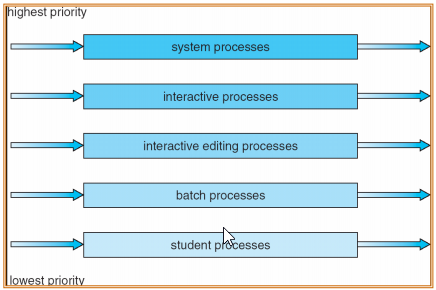 highest priority
system processes
interactive processes
interactive editing processes
batch processes
student processes
lowest priority